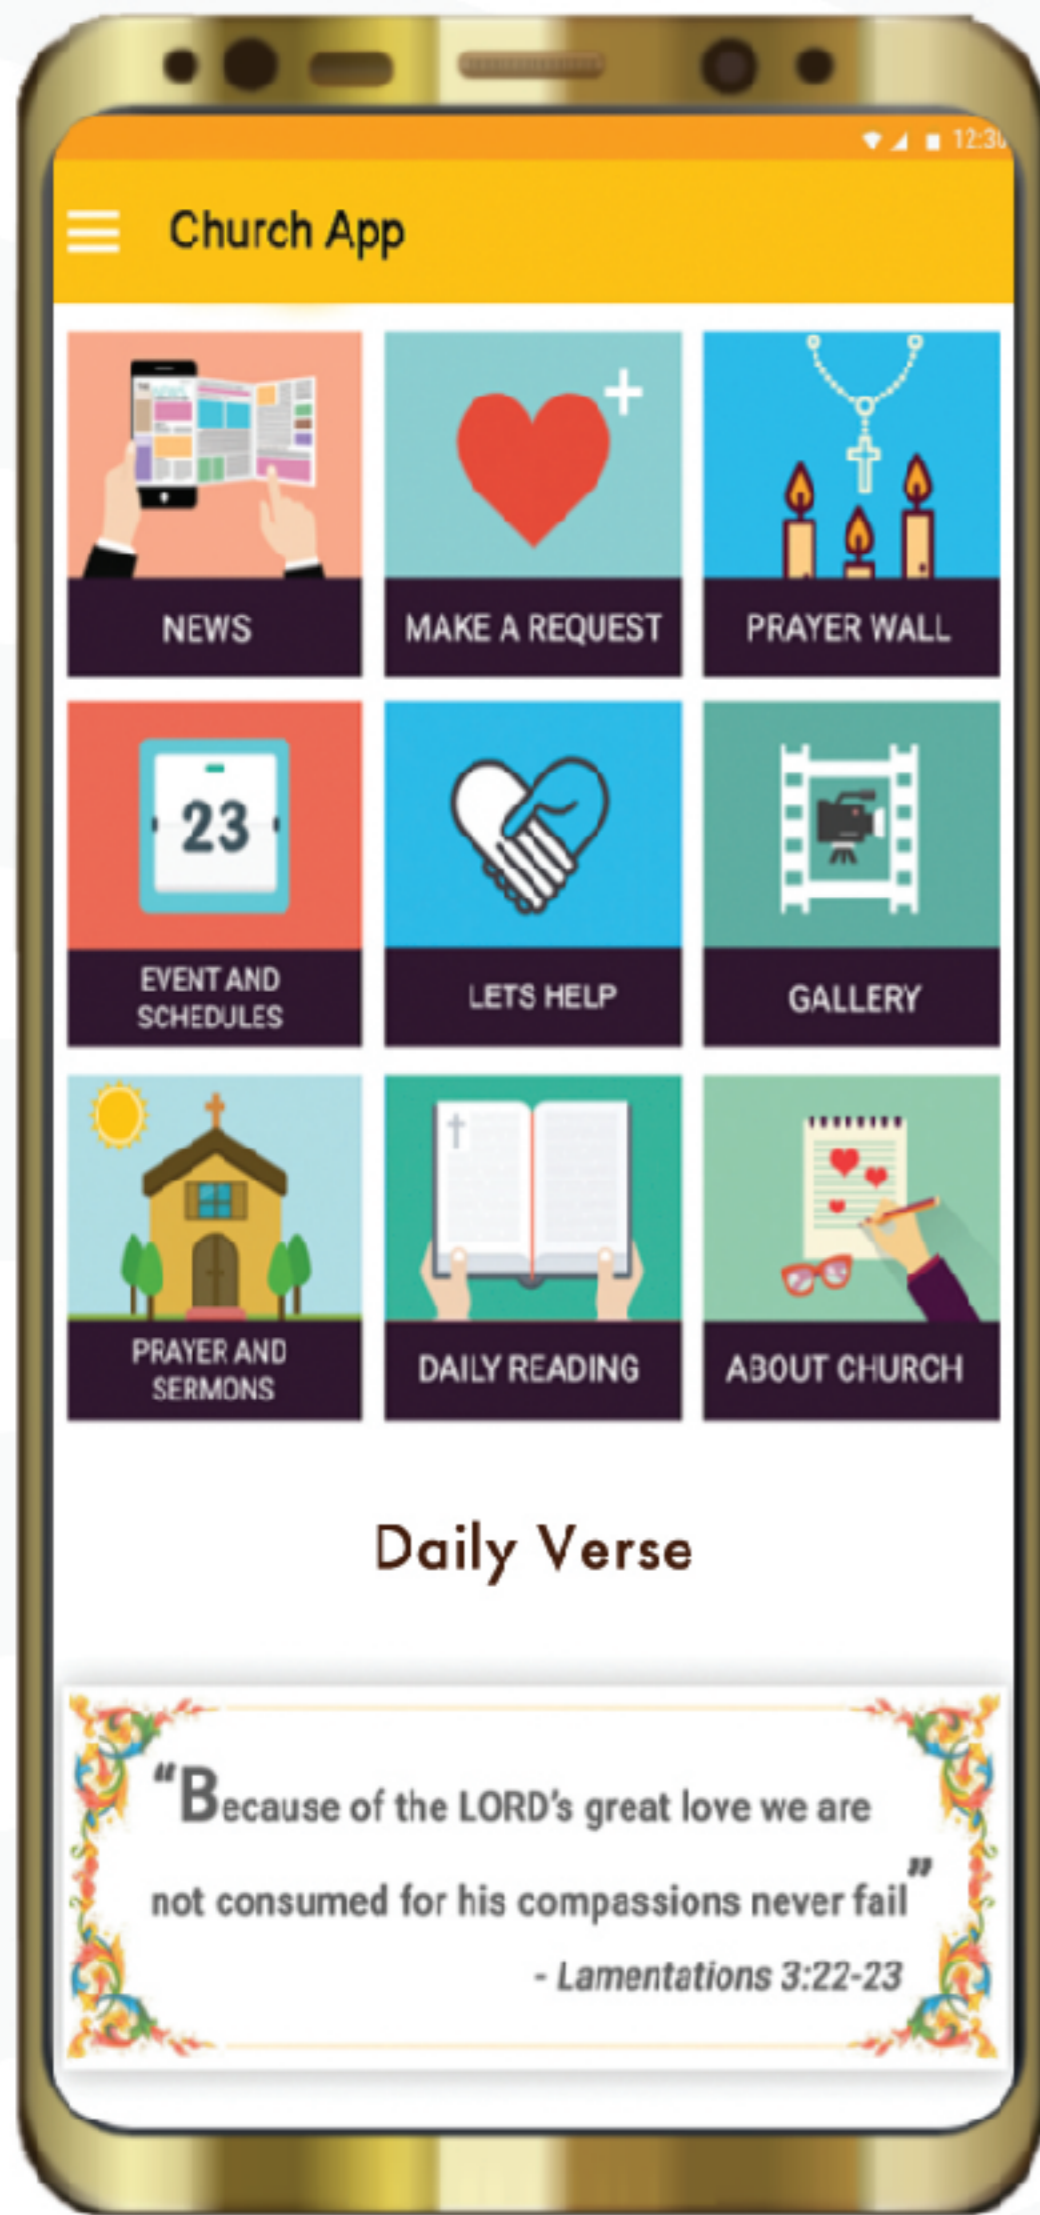 12:30
Church App
NEWS
MAKE A REQUEST
PRAYER WALL
23
EVENT AND
SCHEDULES
LETS HELP
GALLERY
PRAYER AND
SERMONS
DAILY READING
ABOUT CHURCH
Daily Verse
“Because of the LORD’s great love we are
not consumed for his compassions never fail”
- Lamentations 3:22-23